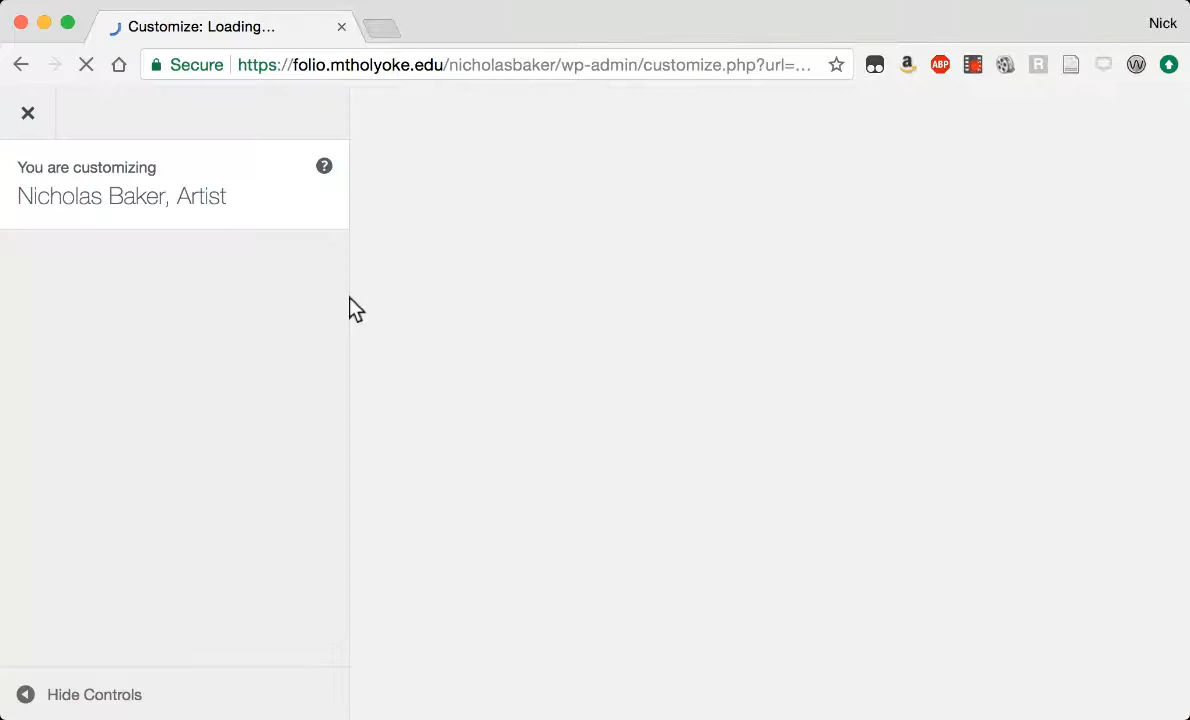 Customize: Loading...
Nick
Secure
https://folio.mtholyoke.edu/nicholasbaker/wp-admin/customize.php?url=...
a
ABP
R
W
You are customizing
?
Nicholas Baker, Artist
Hide Controls